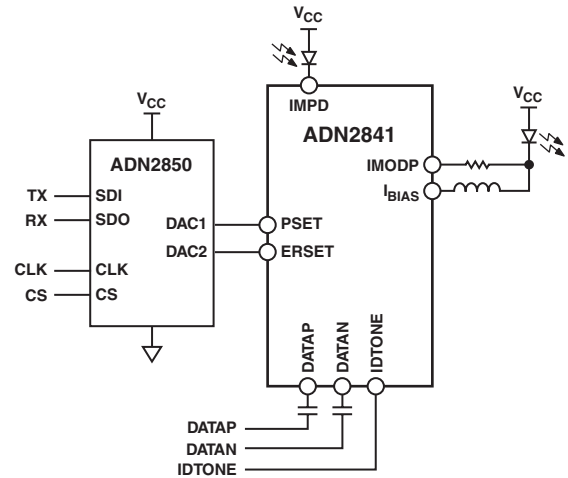 VCC
IMPD
ADN2841
VCC
VCC
ADN2850
IMODP
IBIAS
TX
SDI
RX
SDO
DAC1
PSET
DAC2
ERSET
CLK
CLK
CS
CS
DATAP
DATAN
IDTONE
DATAP
DATAN
IDTONE